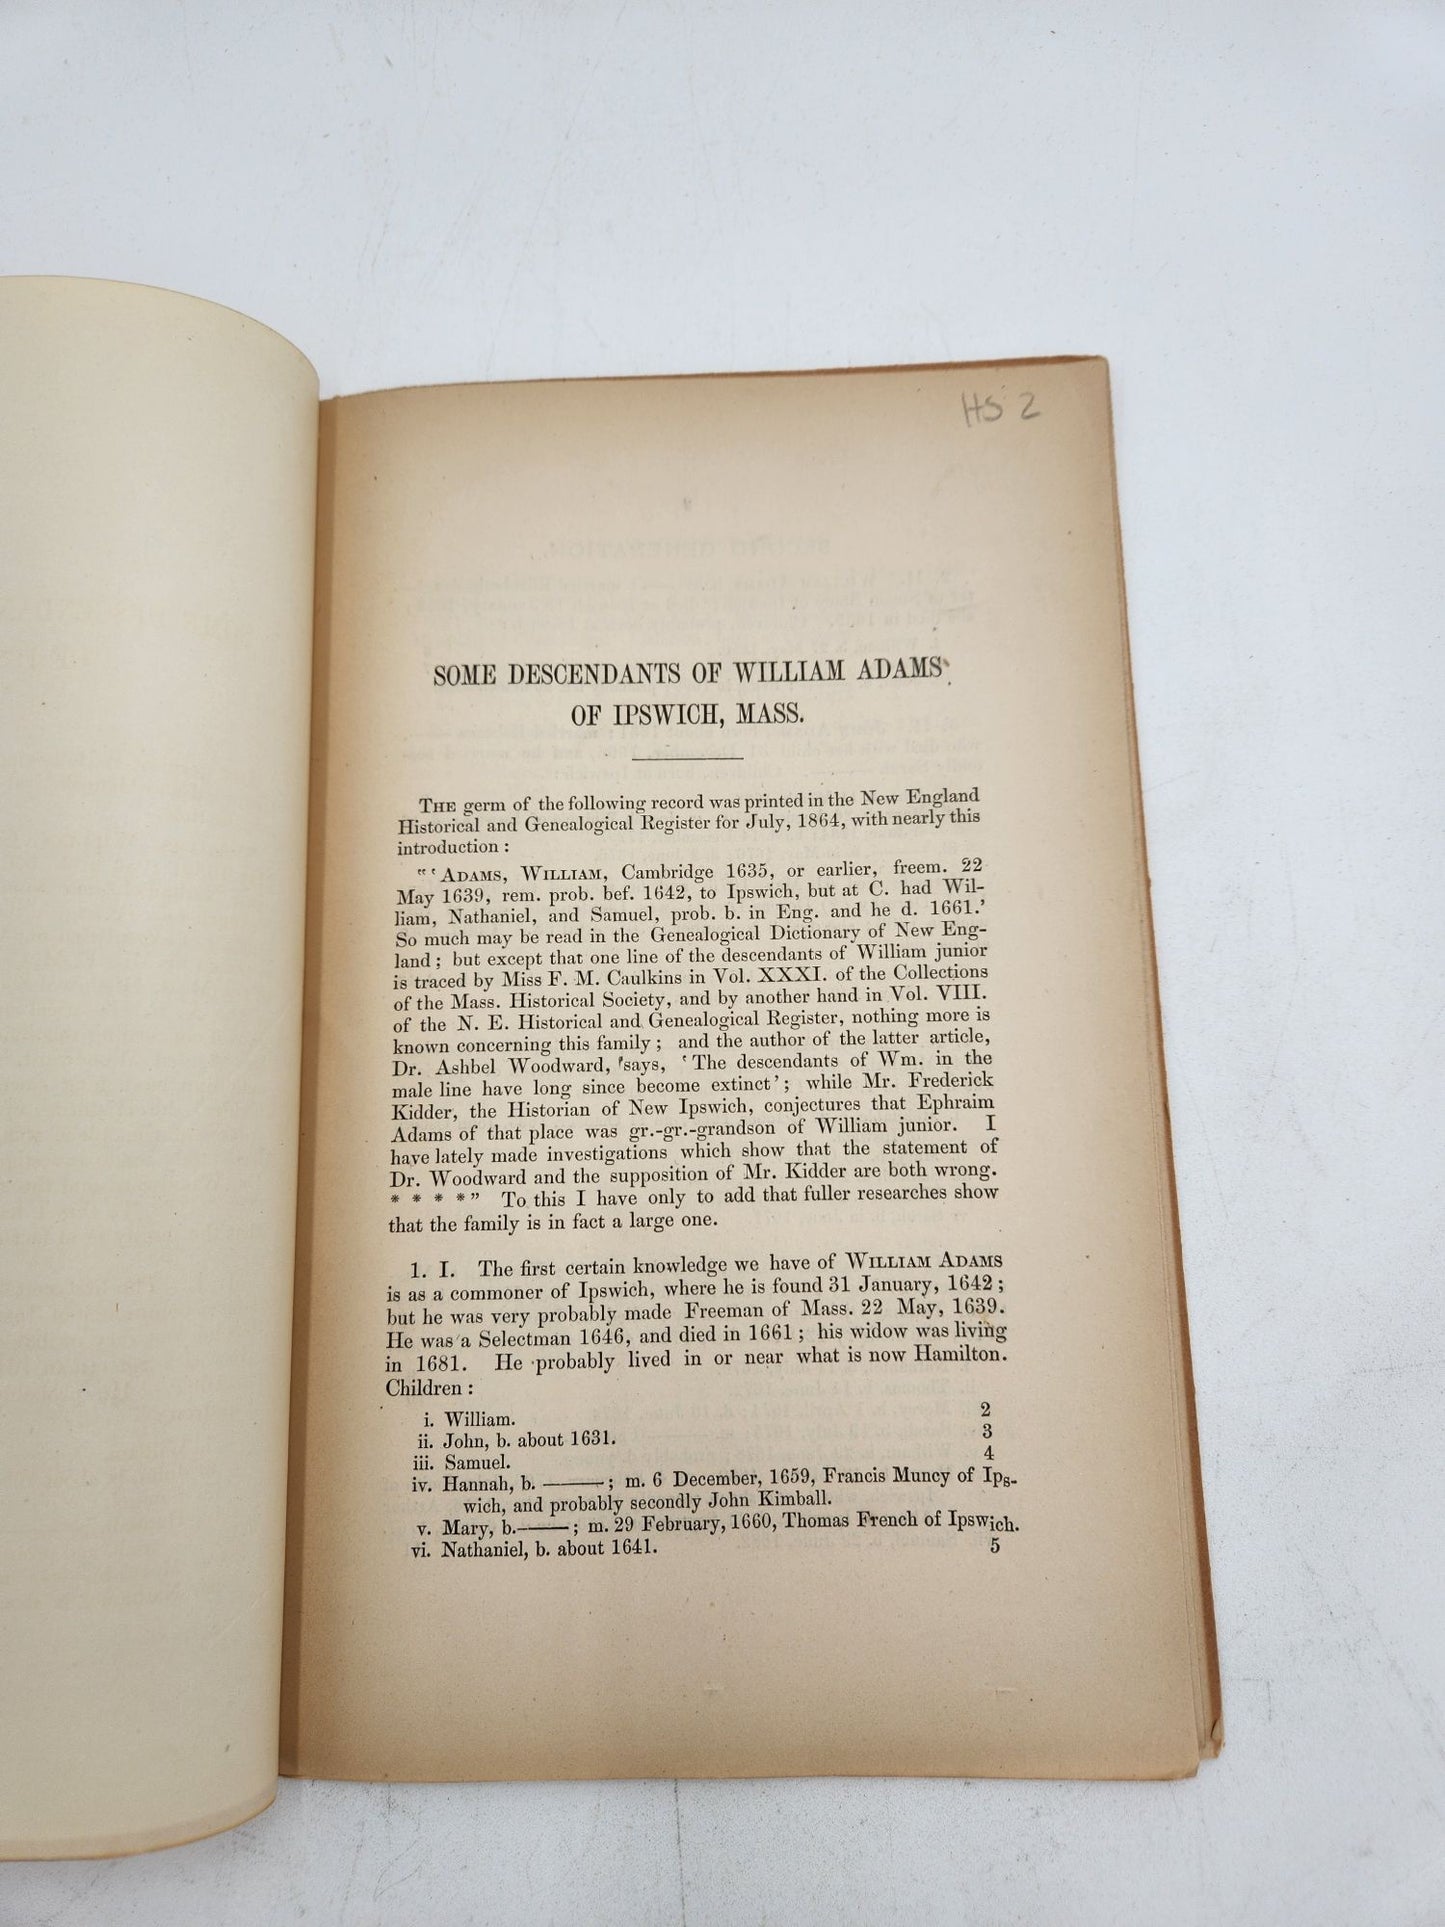 HS 2
SOME DESCENDANTS OF WILLIAM ADAMS
OF IPSWICH, MASS.
THE germ of the following record was printed in the New England
Historical and Genealogical Register for July, 1864, with nearly this
introduction :
"'ADAMS, WILLIAM, Cambridge 1635, or earlier, freem. 22
May 1639, rem. prob. bef. 1642, to Ipswich, but at C. had Wil-
liam, Nathaniel, and Samuel, prob. b. in Eng. and he d. 1661.'
So much may be read in the Genealogical Dictionary of New Eng-
land ; but except that one line of the descendants of William junior
is traced by Miss F. M. Caulkins in Vol. XXXI. of the Collections
of the Mass. Historical Society, and by another hand in Vol. VIII.
of the N. E. Historical and Genealogical Register, nothing more is
known concerning this family ; and the author of the latter article,
Dr. Ashbel Woodward, says, 'The descendants of Wm. in the
male line have long since become extinct' ; while Mr. Frederick
Kidder, the Historian of New Ipswich, conjectures that Ephraim
Adams of that place was gr.-gr.-grandson of William junior. I
have lately made investigations which show that the statement of
Dr. Woodward and the supposition of Mr. Kidder are both wrong.
* * * *" To this I have only to add that fuller researches show
that the family is in fact a large one.
1. I. The first certain knowledge we have of WILLIAM ADAMS
is as a commoner of Ipswich, where he is found 31 January, 1642 ;
but he was very probably made Freeman of Mass. 22 May, 1639.
He was a Selectman 1646, and died in 1661 ; his widow was living
in 1681. He probably lived in or near what is now Hamilton.
Children :
i. William. 2
ii. John, b. about 1631. 3
iii. Samuel. 4
iv. Hannah, b. ——— ; m. 6 December, 1659, Francis Muncy of Ips-
wich, and probably secondly John Kimball.
v. Mary, b. ——— ; m. 29 February, 1660, Thomas French of Ipswich.
vi. Nathaniel, b. about 1641. 5